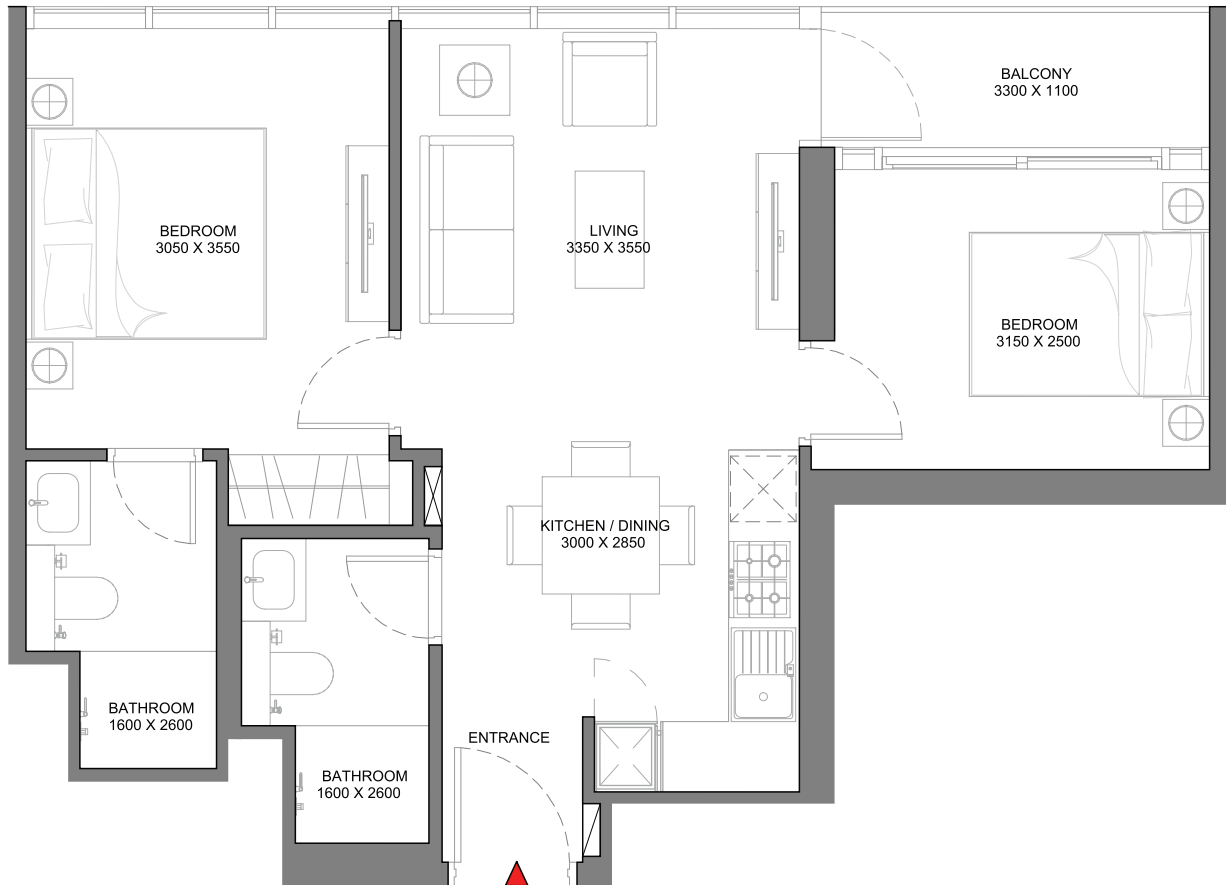 BALCONY
3300 X 1100
BEDROOM
3050 X 3550
LIVING
3350 X 3550
BEDROOM
3150 X 2500
KITCHEN / DINING
3000 X 2850
BATHROOM
1600 X 2600
ENTRANCE
BATHROOM
1600 X 2600